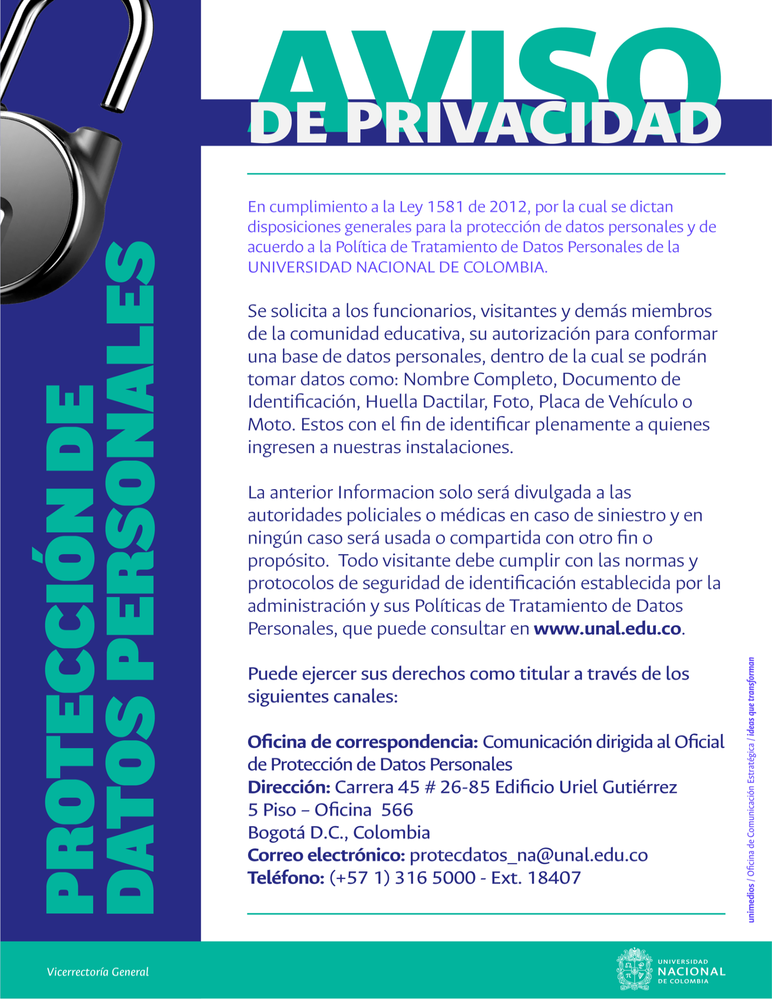 AVISO
DE PRIVACIDAD
PROTECCIÓN DE
DATOS PERSONALES
En cumplimiento a la Ley 1581 de 2012, por la cual se dictan
disposiciones generales para la protección de datos personales y de
acuerdo a la Política de Tratamiento de Datos Personales de la
UNIVERSIDAD NACIONAL DE COLOMBIA.
Se solicita a los funcionarios, visitantes y demás miembros
de la comunidad educativa, su autorización para conformar
una base de datos personales, dentro de la cual se podrán
tomar datos como: Nombre Completo, Documento de
Identificación, Huella Dactilar, Foto, Placa de Vehículo o
Moto. Estos con el fin de identificar plenamente a quienes
ingresen a nuestras instalaciones.
La anterior Informacion solo será divulgada a las
autoridades policiales o médicas en caso de siniestro y en
ningún caso será usada o compartida con otro fin o
propósito.  Todo visitante debe cumplir con las normas y
protocolos de seguridad de identificación establecida por la
administración y sus Políticas de Tratamiento de Datos
Personales, que puede consultar en www.unal.edu.co.
Puede ejercer sus derechos como titular a través de los
siguientes canales:
Oficina de correspondencia: Comunicación dirigida al Oficial
de Protección de Datos Personales
Dirección: Carrera 45 # 26-85 Edificio Uriel Gutiérrez
5 Piso – Oficina  566
Bogotá D.C., Colombia
Correo electrónico: protecdatos_na@unal.edu.co
Teléfono: (+57 1) 316 5000 - Ext. 18407
unimedios / Oficina de Comunicación Estratégica / ideas que transforman
Vicerrectoría General
UNIVERSIDAD
NACIONAL
DE COLOMBIA